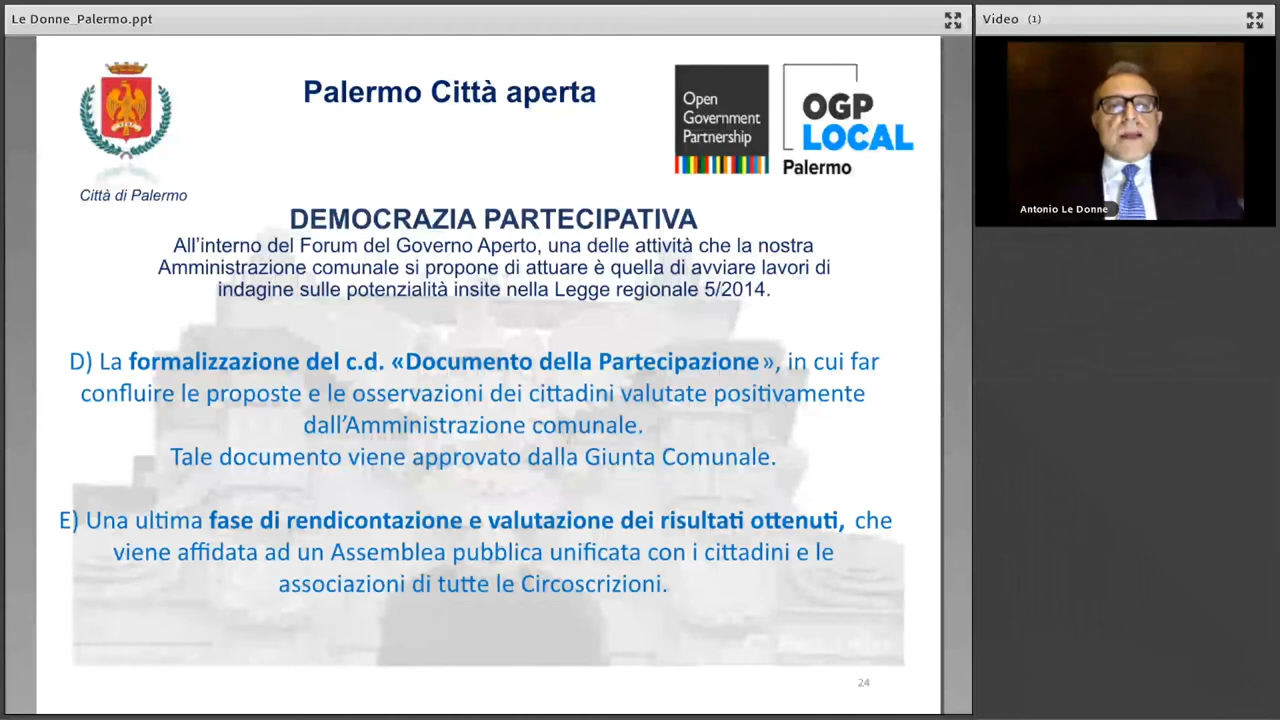 Le Donne_Palermo.ppt
Video (1)
Palermo Città aperta
Open
Government
Partnership
OGP
LOCAL
Palermo
Città di Palermo
DEMOCRAZIA PARTECIPATIVA
All'interno del Forum del Governo Aperto, una delle attività che la nostra
Amministrazione comunale si propone di attuare è quella di avviare lavori di
indagine sulle potenzialità insite nella Legge regionale 5/2014.
D) La formalizzazione del c.d. «Documento della Partecipazione», in cui far
confluire le proposte e le osservazioni dei cittadini valutate positivamente
dall'Amministrazione comunale.
Tale documento viene approvato dalla Giunta Comunale.
E) Una ultima fase di rendicontazione e valutazione dei risultati ottenuti, che
viene affidata ad un Assemblea pubblica unificata con i cittadini e le
associazioni di tutte le Circoscrizioni.
24
Antonio Le Donne